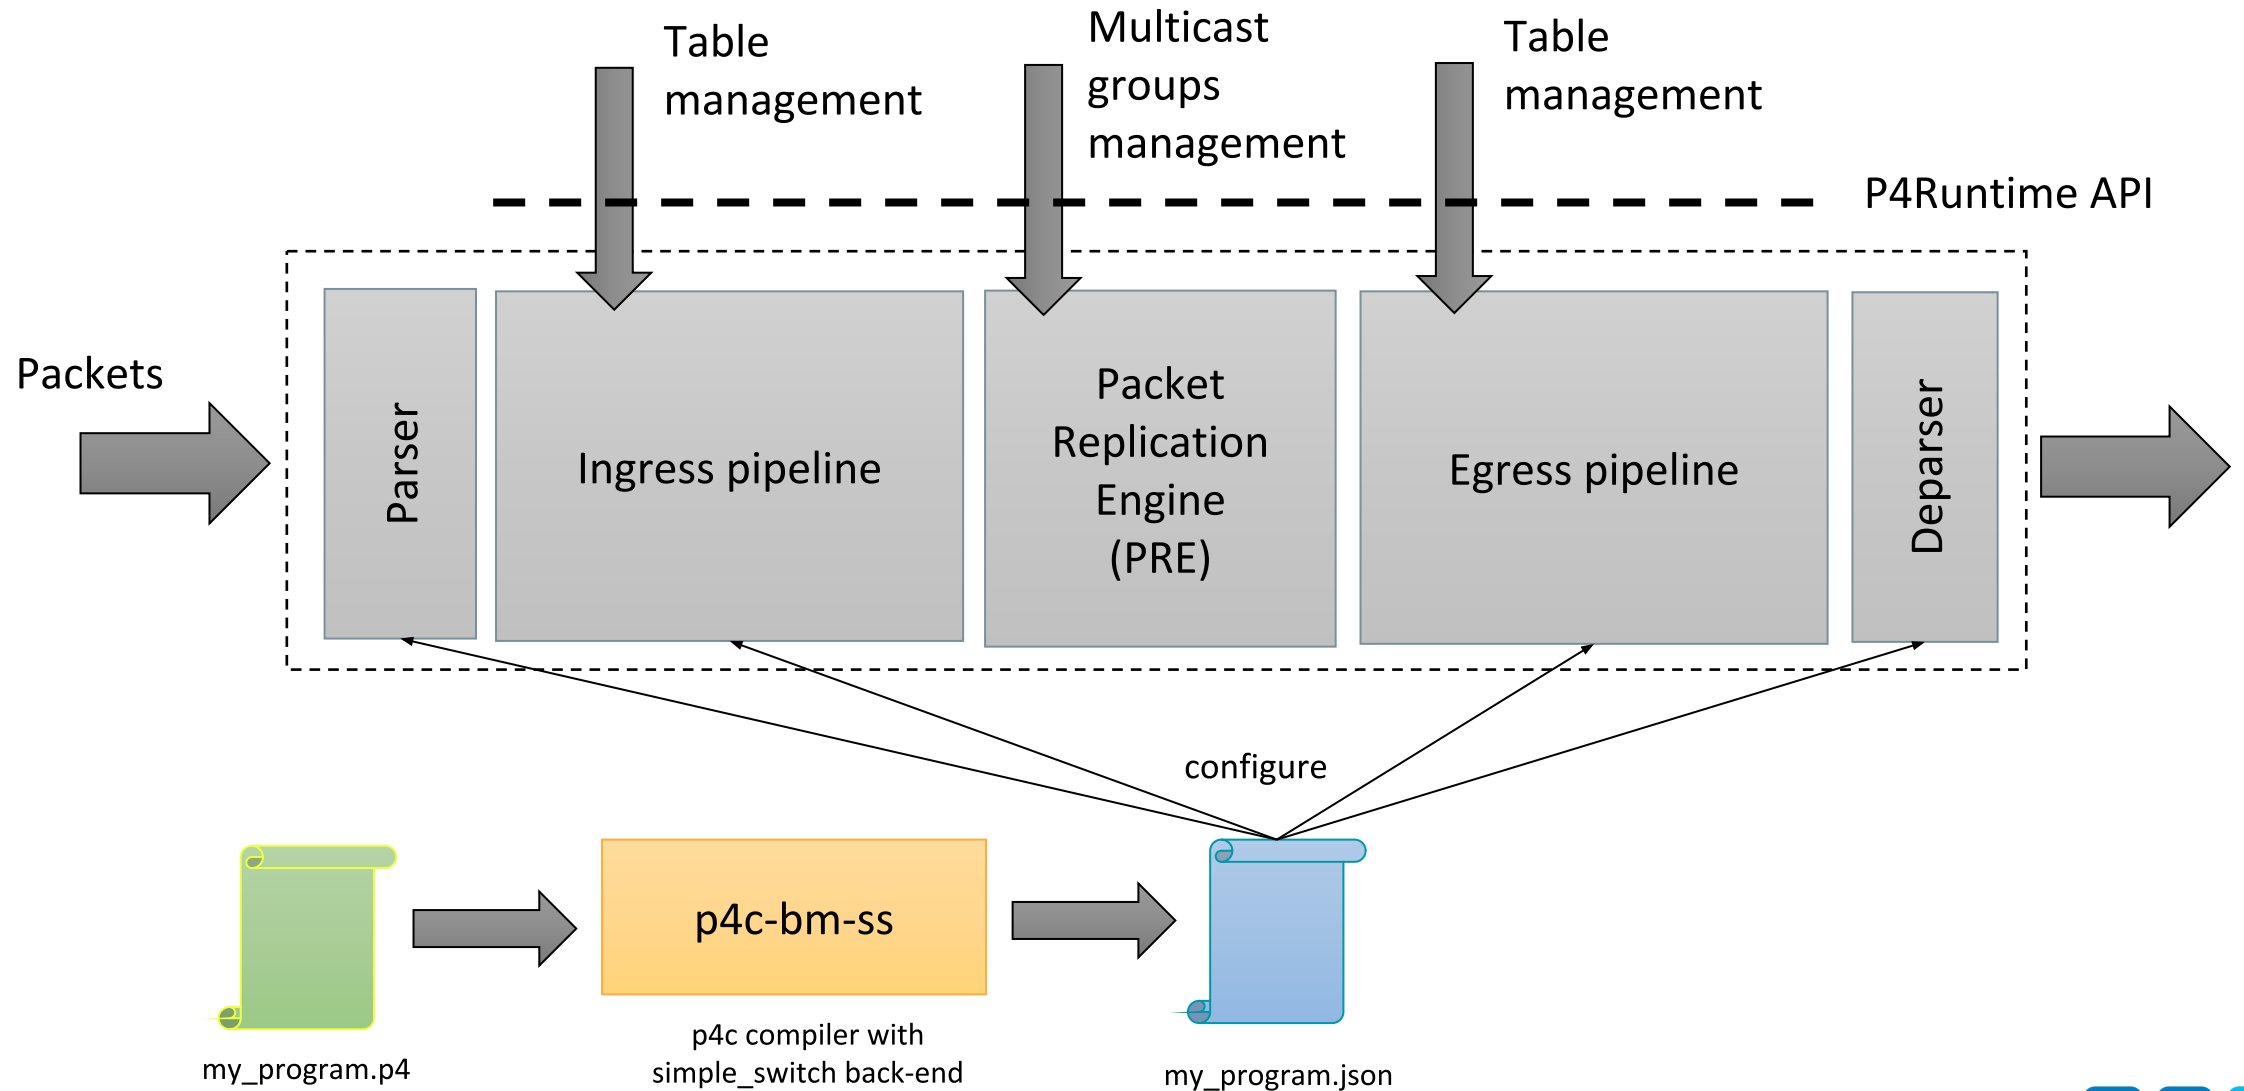 Table
management
Multicast
groups
management
Table
management
P4Runtime API
Packets
Parser
Ingress pipeline
Packet
Replication
Engine
(PRE)
Egress pipeline
Deparser
configure
p4c-bm-ss
my_program.p4
p4c compiler with
simple_switch back-end
my_program.json